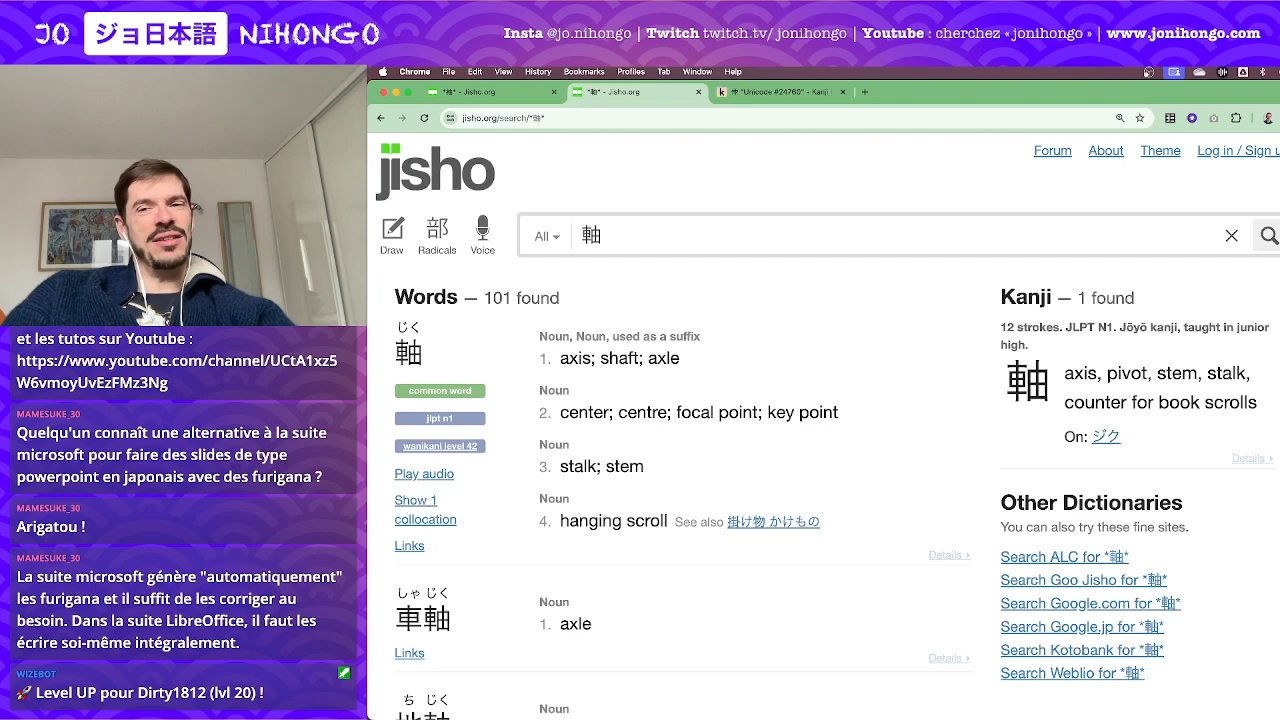 JO ジョ日本語 NIHONGO
Insta @jo.nihongo | Twitch twitch.tv/ jonihongo | Youtube : cherchez « jonihongo » | www.jonihongo.com
Chrome File Edit View History Bookmarks Profiles Tab Window Help
jisho.org/search/*軸*
jisho
Forum About Theme Log in / Sign u
Draw
Radicals
Voice
All
軸
Words — 101 found
じく
軸
common word
jlpt n1
wanikani level 42
Play audio
Show 1
collocation
Links
Noun, Noun, used as a suffix
1. axis; shaft; axle
Noun
2. center; centre; focal point; key point
Noun
3. stalk; stem
Noun
4. hanging scroll See also 掛け物 かけもの
Details
しゃ じく
車軸
Noun
1. axle
Links
Details
ち じく
Noun
Kanji — 1 found
12 strokes. JLPT N1. Jōyō kanji, taught in junior
high.
軸
axis, pivot, stem, stalk,
counter for book scrolls
On: ジク
Details
Other Dictionaries
You can also try these fine sites.
Search ALC for *軸*
Search Goo Jisho for *軸*
Search Google.com for *軸*
Search Google.jp for *軸*
Search Kotobank for *軸*
Search Weblio for *軸*
et les tutos sur Youtube :
https://www.youtube.com/channel/UCtA1xz5
W6vmoyUvEzFMz3Ng
MAMESUKE_30
Quelqu'un connaît une alternative à la suite
microsoft pour faire des slides de type
powerpoint en japonais avec des furigana ?
MAMESUKE_30
Arigatou !
MAMESUKE_30
La suite microsoft génère "automatiquement"
les furigana et il suffit de les corriger au
besoin. Dans la suite LibreOffice, il faut les
écrire soi-même intégralement.
WIZEBOT
🚀 Level UP pour Dirty1812 (lvl 20) !